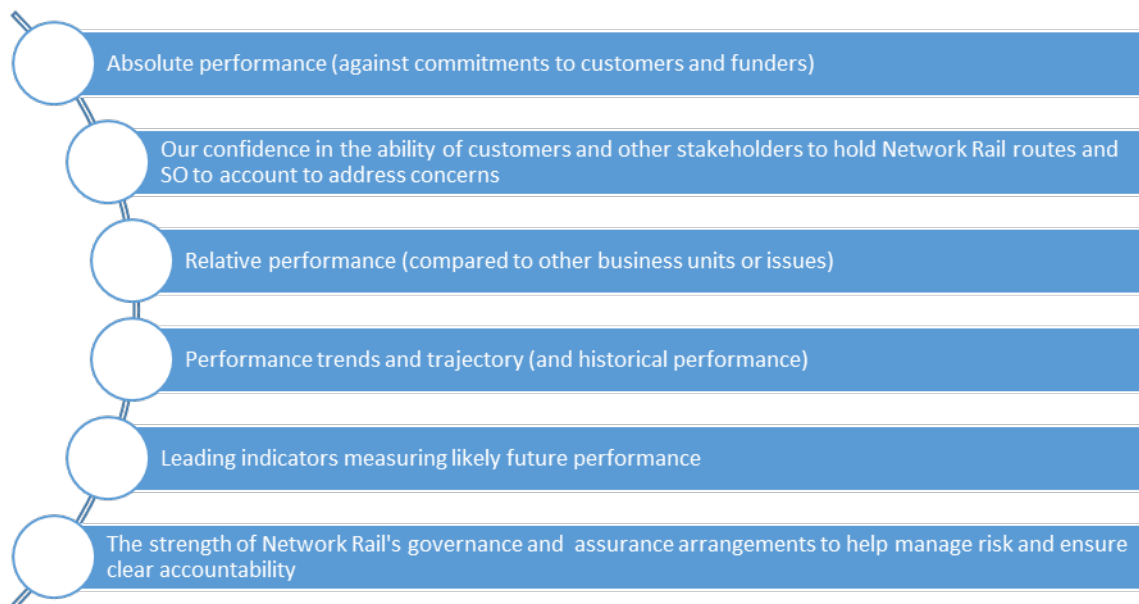 Absolute performance (against commitments to customers and funders)
Our confidence in the ability of customers and other stakeholders to hold Network Rail routes and
SO to account to address concerns
Relative performance (compared to other business units or issues)
Performance trends and trajectory (and historical performance)
Leading indicators measuring likely future performance
The strength of Network Rail's governance and  assurance arrangements to help manage risk and ensure
clear accountability